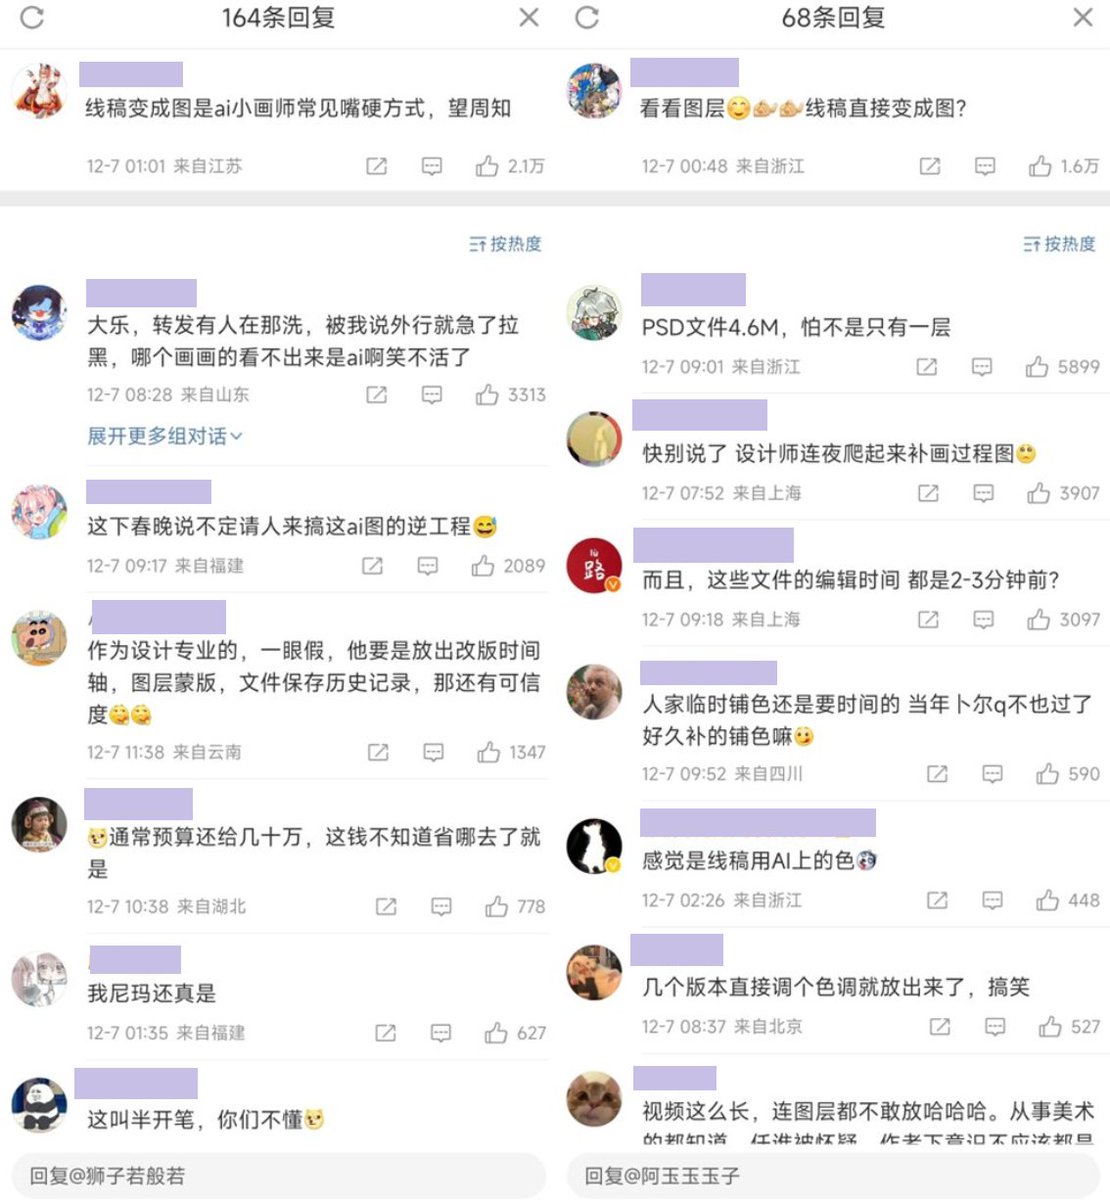 164条回复
线稿变成图是ai小画师常见嘴硬方式，望周知
12-7 01:01 来自江苏
2.1万
按热度
大乐，转发有人在那洗，被我说外行就急了拉
黑，哪个画画的看不出来是ai啊笑不活了
12-7 08:28 来自山东
3313
展开更多组对话
这下春晚说不定请人来搞这ai图的逆工程😅
12-7 09:17 来自福建
2089
作为设计专业的，一眼假，他要是放出改版时间
轴，图层蒙版，文件保存历史记录，那还有可信
度🤔🤔
12-7 11:38 来自云南
1347
通常预算还给几十万，这钱不知道省哪去了就
是
12-7 10:38 来自湖北
778
我尼玛还真是
12-7 01:35 来自福建
627
这叫半开笔，你们不懂
回复@狮子若般若
68条回复
看看图层😊💪💪线稿直接变成图？
12-7 00:48 来自浙江
1.6万
按热度
PSD文件4.6M，怕不是只有一层
12-7 09:01 来自浙江
5899
快别说了 设计师连夜爬起来补画过程图
12-7 07:52 来自上海
3907
路
而且，这些文件的编辑时间 都是2-3分钟前？
12-7 09:18 来自上海
3097
人家临时铺色还是要时间的 当年卜尔q不也过了
好久补的铺色嘛
12-7 09:52 来自四川
590
感觉是线稿用AI上的色
12-7 02:26 来自浙江
448
几个版本直接调个色调就放出来了，搞笑
12-7 08:37 来自北京
527
视频这么长，连图层都不敢放哈哈哈。从事美术
的都知道，任谁被怀疑，作者下意识不应该都是
回复@阿玉玉玉子